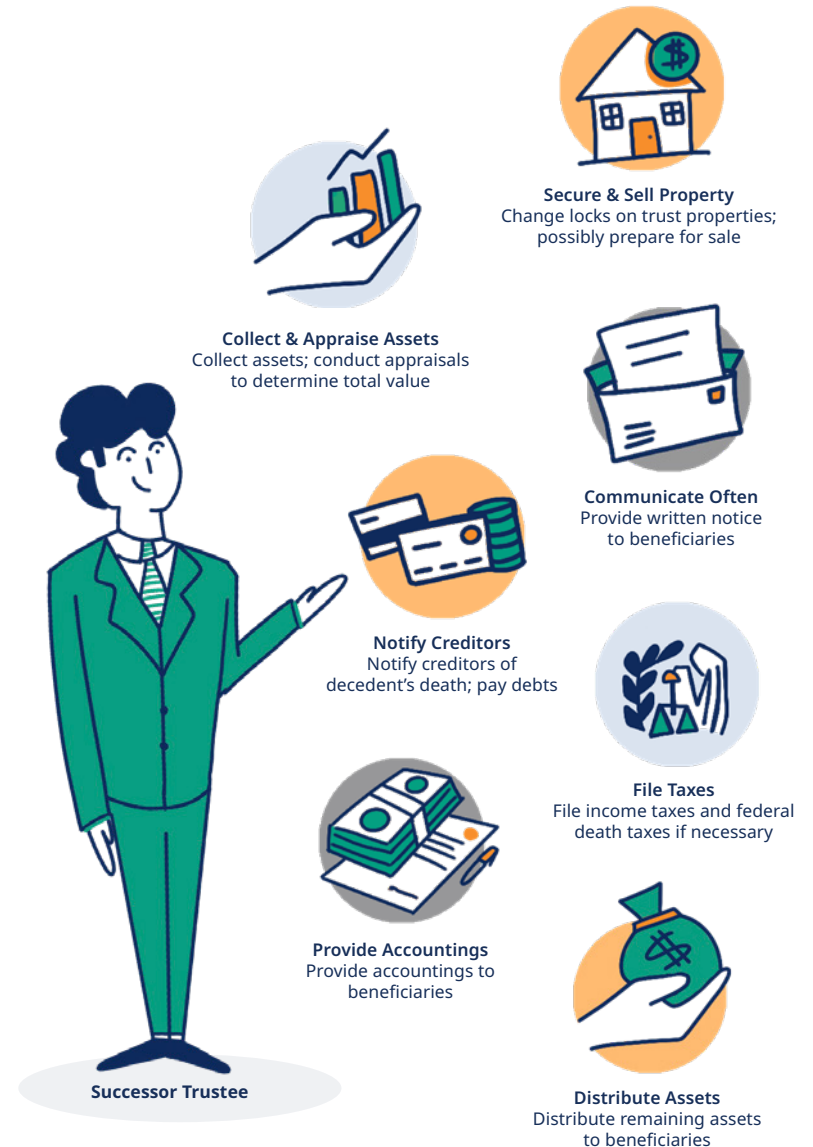 Secure & Sell Property
Change locks on trust properties;
possibly prepare for sale
Collect & Appraise Assets
Collect assets; conduct appraisals
to determine total value
Communicate Often
Provide written notice
to beneficiaries
Notify Creditors
Notify creditors of
decedent’s death; pay debts
File Taxes
File income taxes and federal
death taxes if necessary
Provide Accountings
Provide accountings to
beneficiaries
Successor Trustee
Distribute Assets
Distribute remaining assets
to beneficiaries